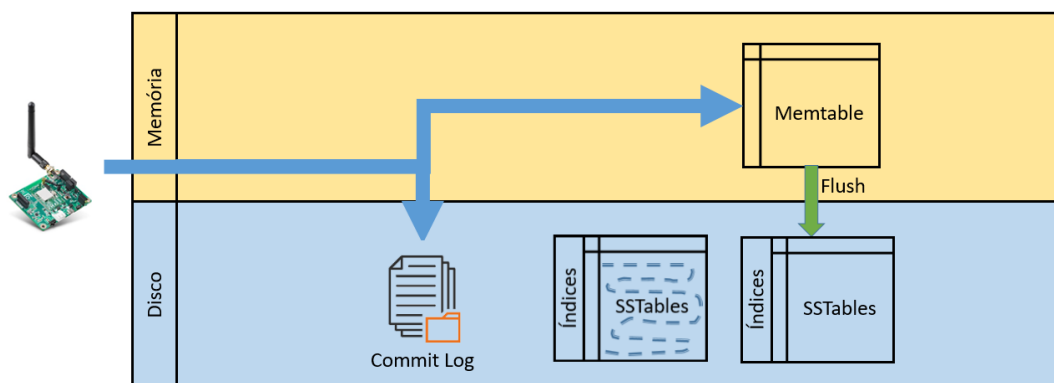 Memória
Memtable
Flush
Disco
Commit Log
Índices
SSTables
Índices
SSTables